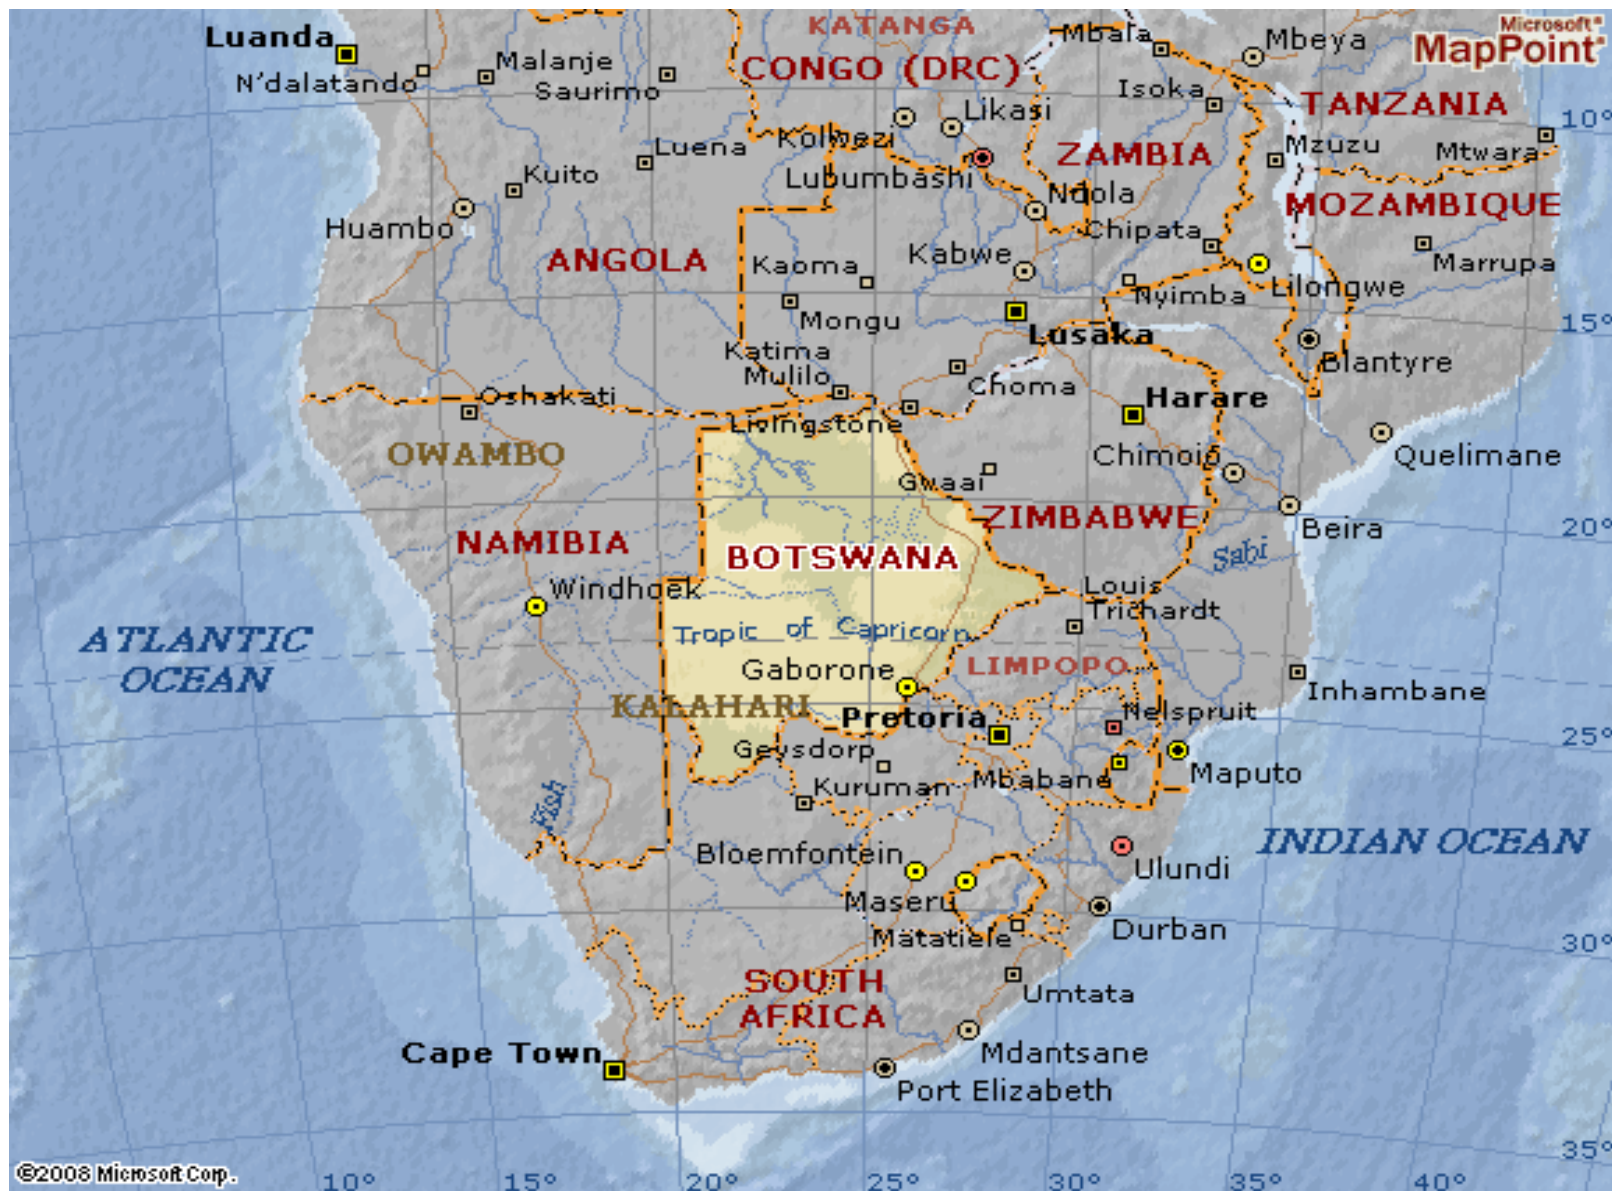 Luanda
KATANGA
Mbala
Mbeya
Microsoft®
MapPoint®
N'dalatando
Malanje
Saurimo
CONGO (DRC)
Isoka
TANZANIA
10°
Likasi
Kolwezi
Luena
ZAMBIA
Mzuzu
Mtwara
Kuito
Lubumbashi
Ndola
MOZAMBIQUE
Huambo
Chipata
ANGOLA
Kaoma
Kabwe
Marrupa
Nyimba
Lilongwe
Mongu
Lusaka
15°
Katima
Mulilo
Choma
Blantyre
Oshakati
Harare
Livingstone
OWAMBO
Chimoio
Quelimane
Gwaai
NAMIBIA
ZIMBABWE
Beira
20°
BOTSWANA
Sabi
Windhoek
Louis
Trichardt
ATLANTIC
OCEAN
Tropic of Capricorn
Gaborone
LIMPOPO
Inhambane
KALAHARI
Pretoria
Nelspruit
25°
Geysdorp
Mbabane
Maputo
Kuruman
Fish
INDIAN OCEAN
Bloemfontein
Ulundi
Maseru
Durban
Matatiele
30°
SOUTH
AFRICA
Umtata
Cape Town
Mdantsane
Port Elizabeth
35°
©2008 Microsoft Corp.
10°
15°
20°
25°
30°
35°
40°